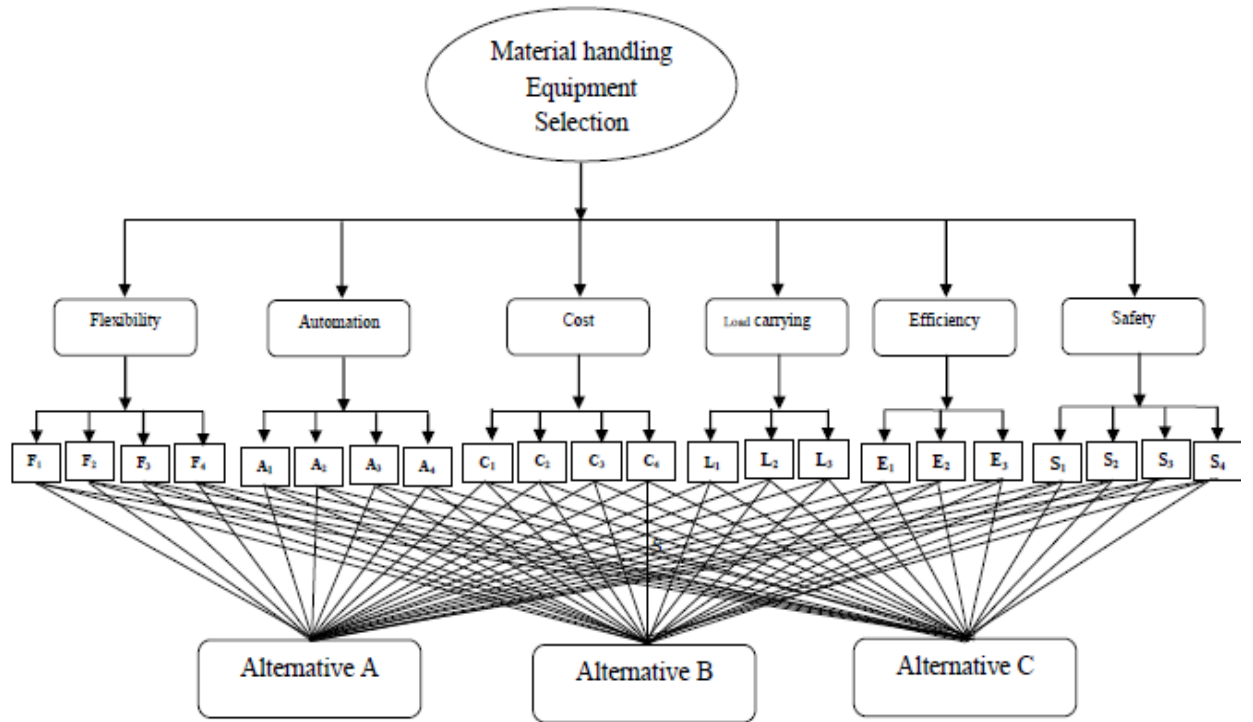 Material handling
Equipment
Selection
Flexibility
Automation
Cost
Load carrying
Efficiency
Safety
F₁ F₂ F₃ F₄ A₁ A₂ A₃ A₄ C₁ C₂ C₃ C₄ L₁ L₂ L₃ E₁ E₂ E₃ S₁ S₂ S₃ S₄
Alternative A
Alternative B
Alternative C